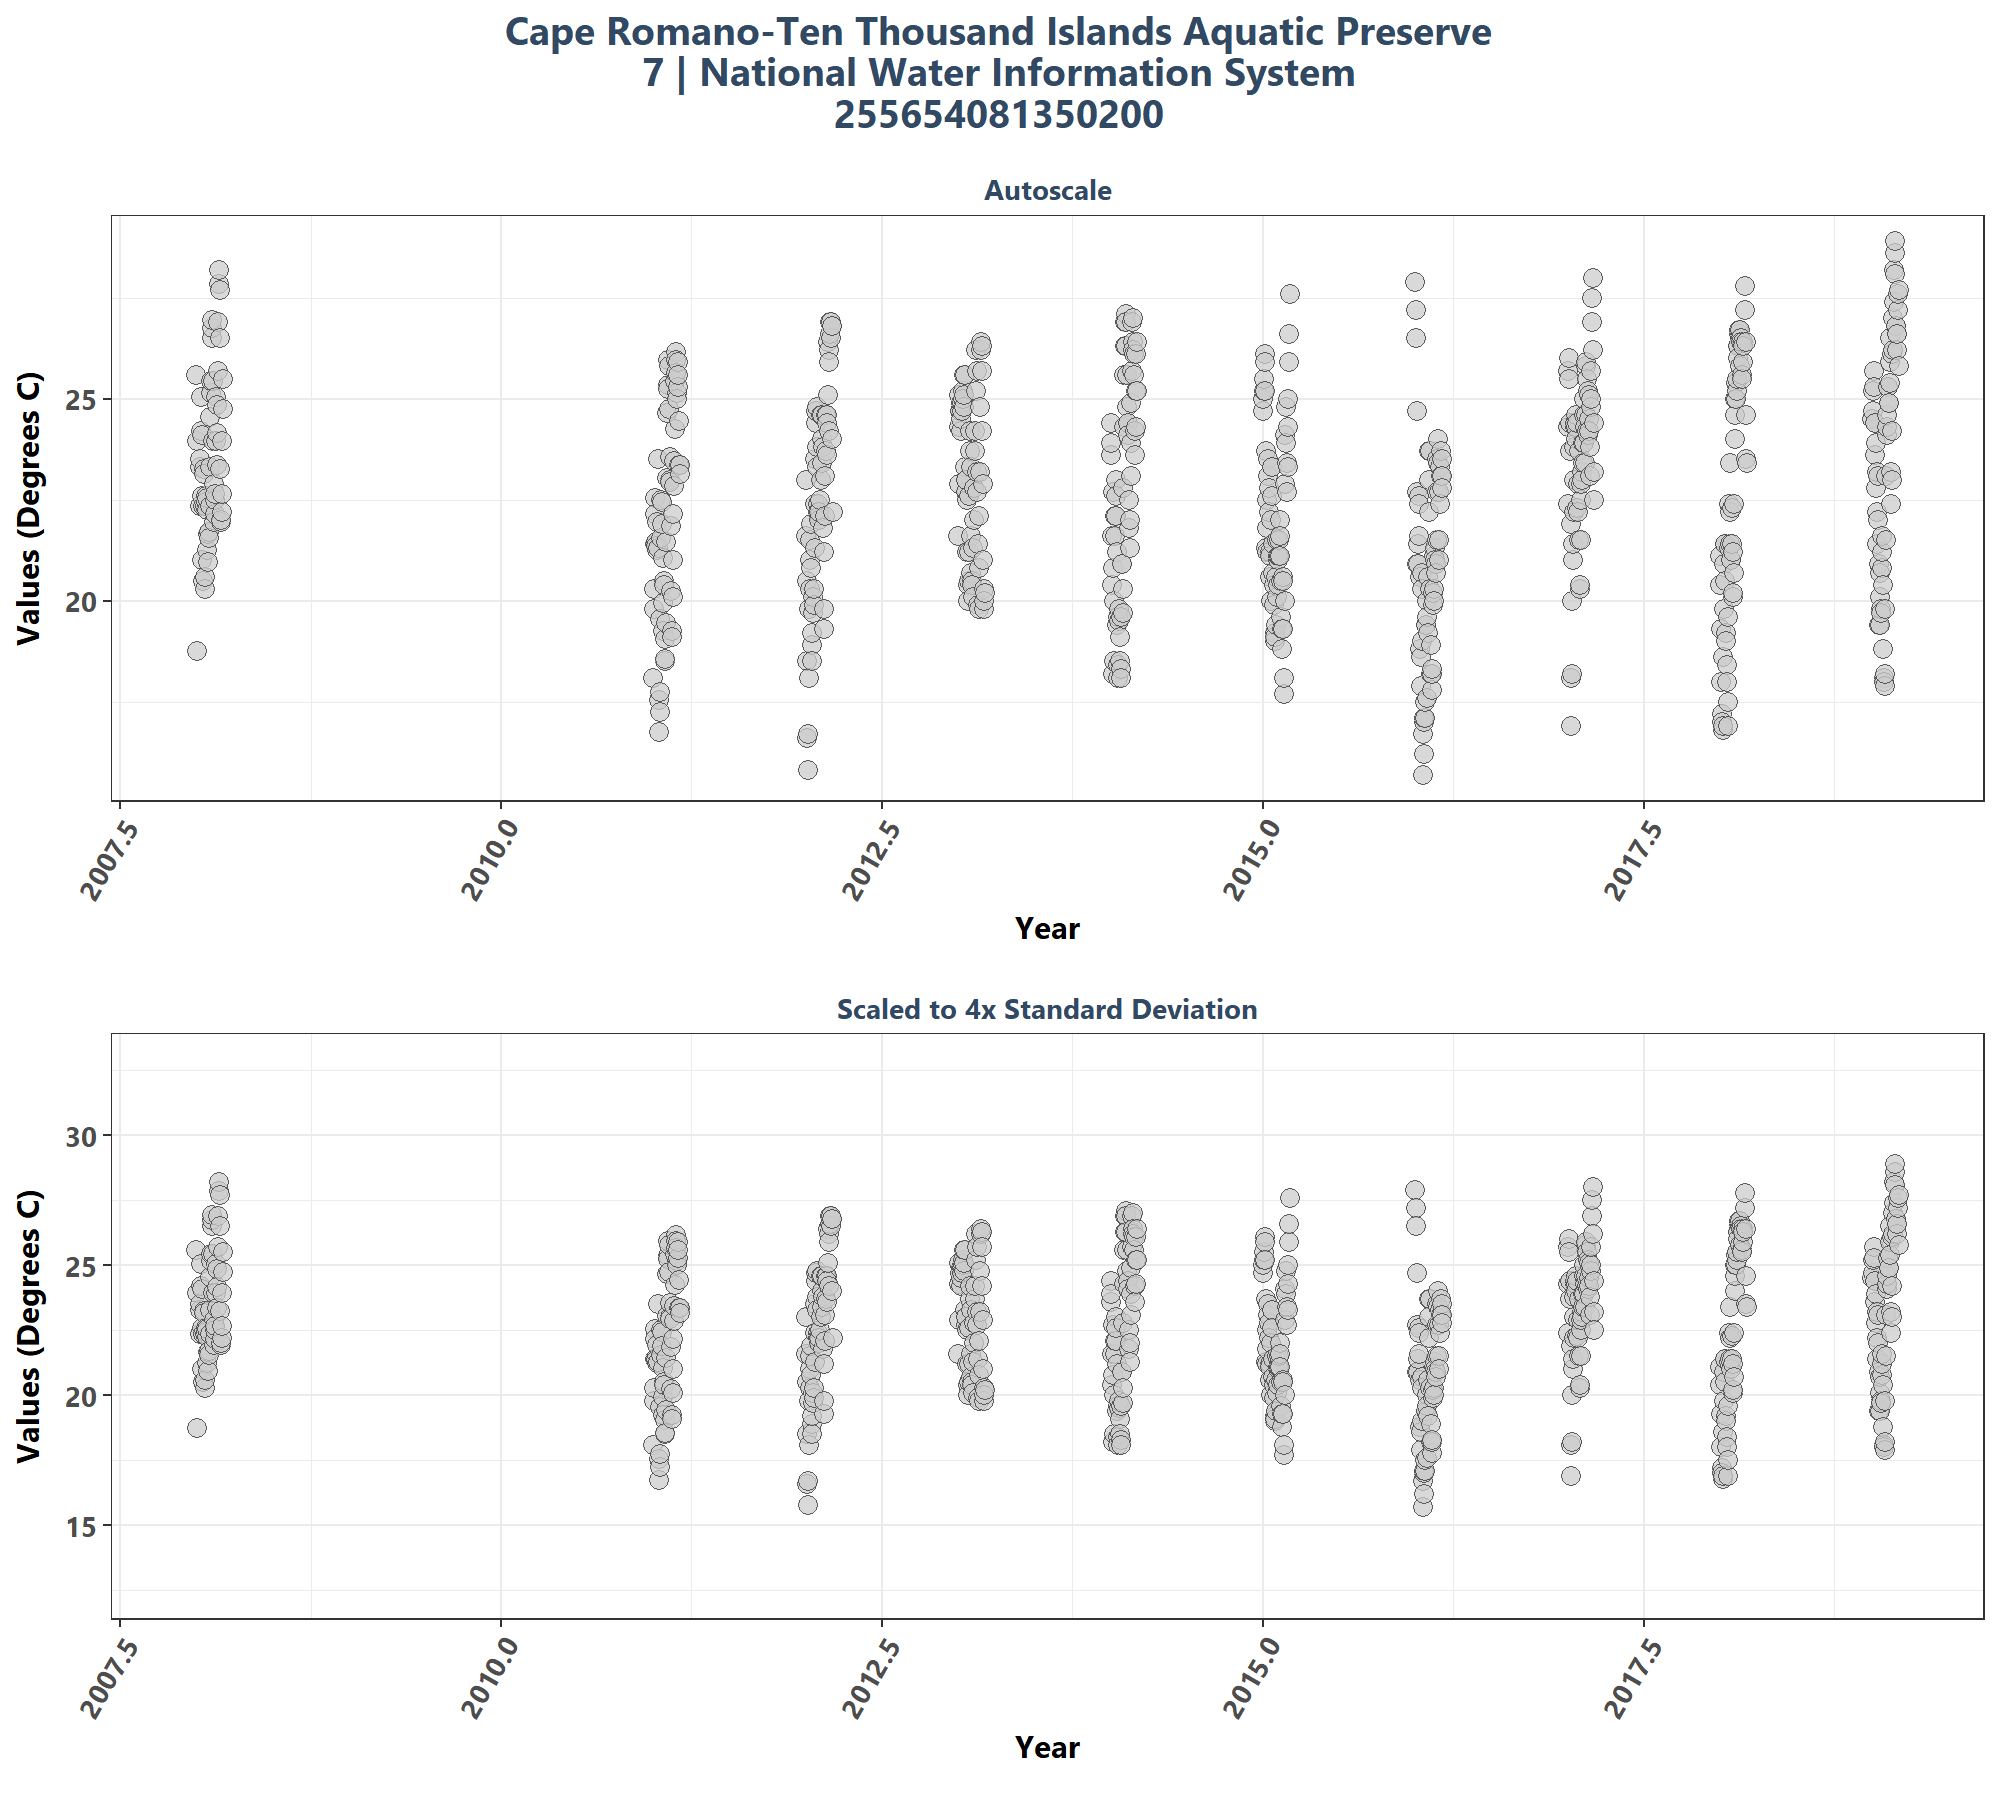 Cape Romano-Ten Thousand Islands Aquatic Preserve
7 | National Water Information System
255654081350200
Autoscale
Values (Degrees C)
25
20
2007.5
2010.0
2012.5
2015.0
2017.5
Year
Scaled to 4x Standard Deviation
Values (Degrees C)
30
25
20
15
2007.5
2010.0
2012.5
2015.0
2017.5
Year